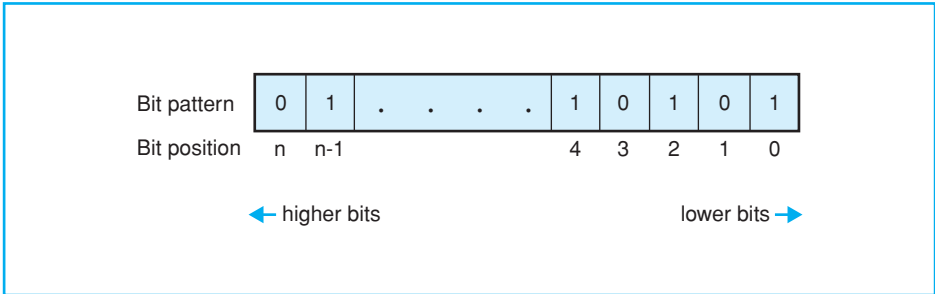 Bit pattern 0 1 . . . . 1 0 1 0 1
Bit position n n-1 4 3 2 1 0
higher bits lower bits